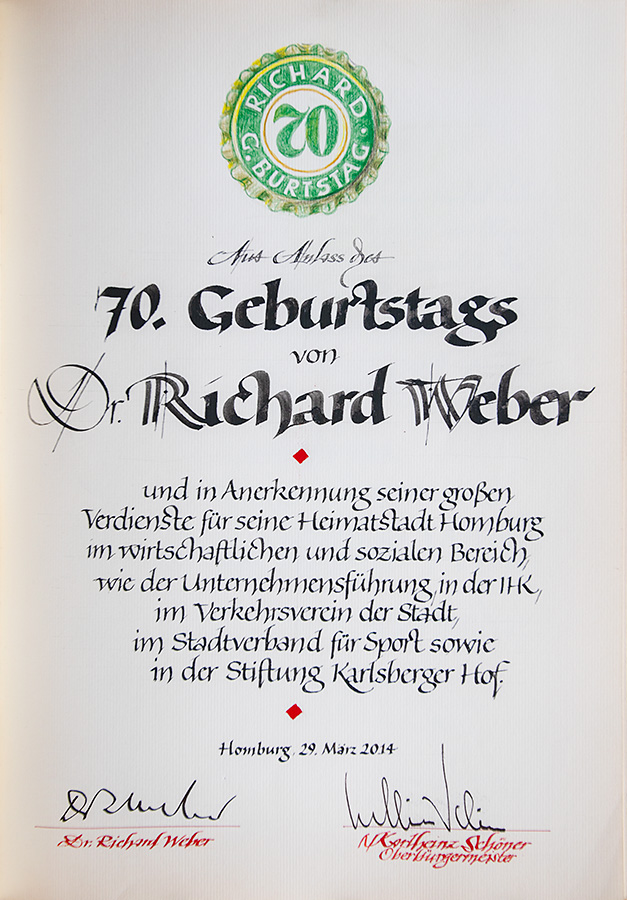 RICHARD
70
G.BURTSTAG.
Aus Anlass des
70. Geburtstags
von
Dr. Richard Weber
und in Anerkennung seiner großen
Verdienste für seine Heimatstadt Homburg
im wirtschaftlichen und sozialen Bereich,
wie der Unternehmensführung, in der IHK,
im Verkehrsverein der Stadt,
im Stadtverband für Sport sowie
in der Stiftung Karlsberger Hof.
Homburg, 29. März 2014
Dr. Richard Weber
Karlheinz Schöner
Oberbürgermeister